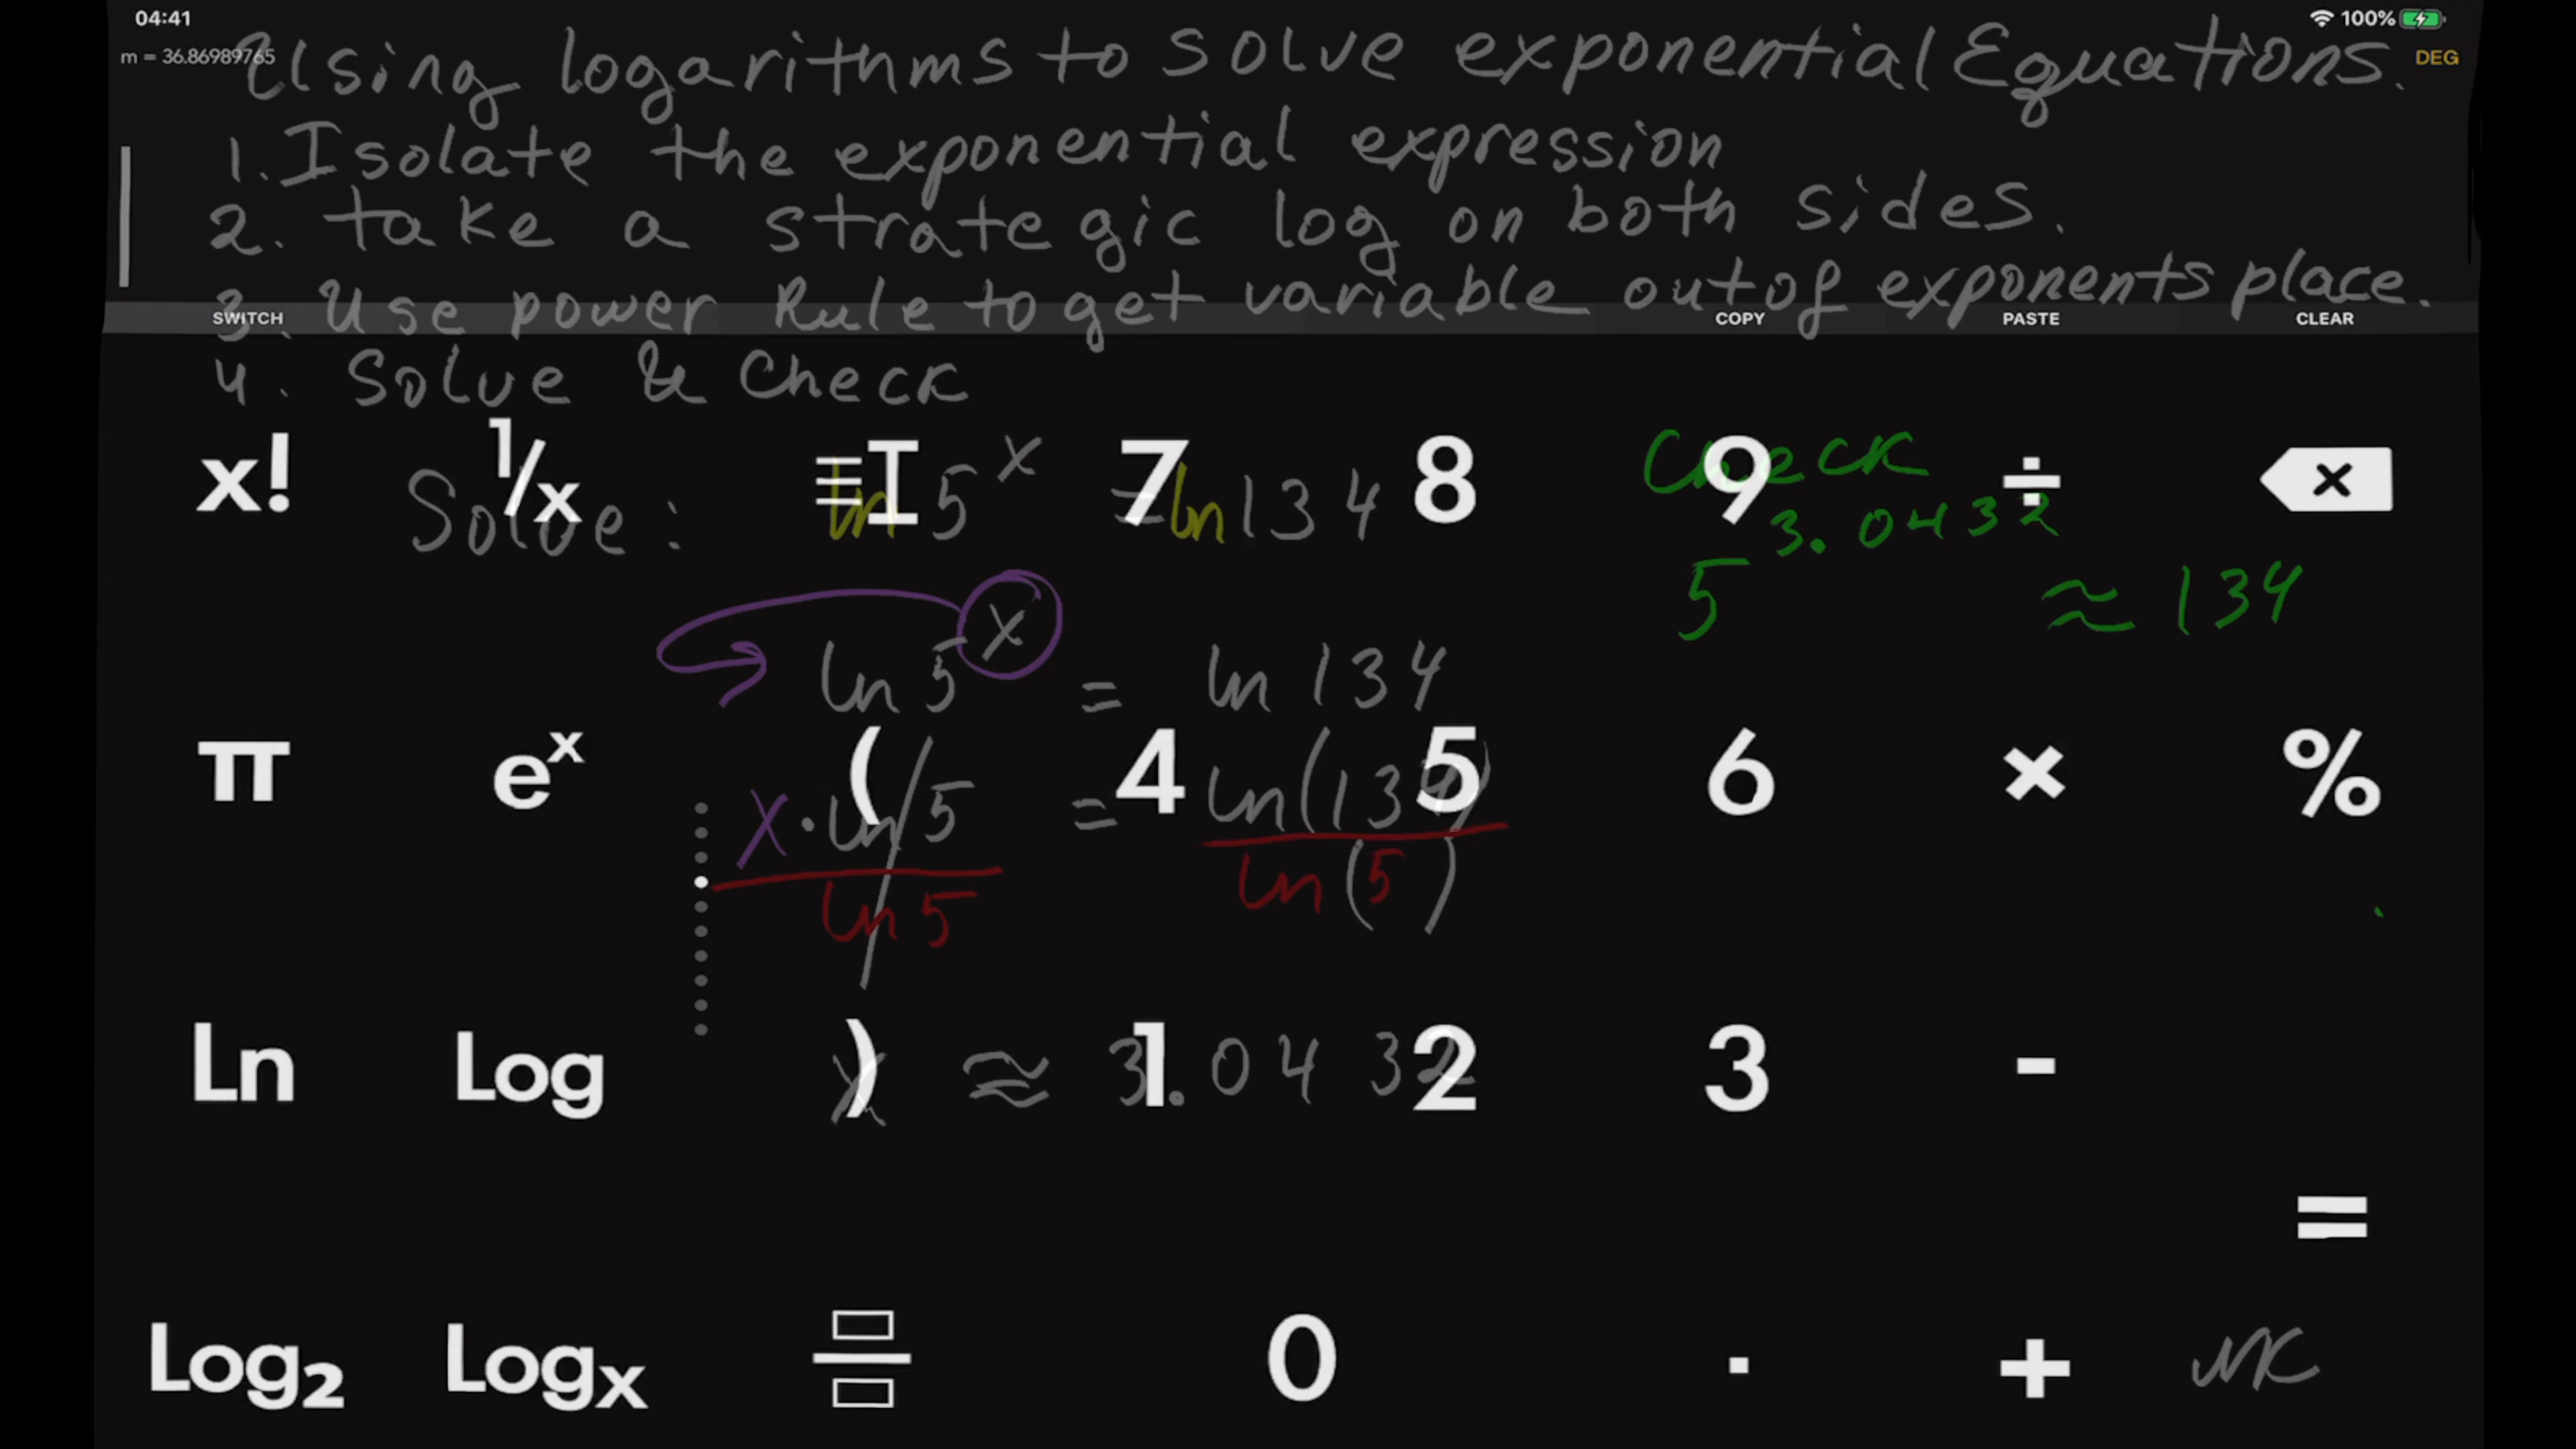 04:41 100%
m = 36.86989765 DEG
Using logarithms to solve exponential Equations.
1. Isolate the exponential expression
2. take a strategic log on both sides.
3. Use power Rule to get variable out of exponents place.
SWITCH COPY PASTE CLEAR
4. Solve & Check
x! 1/x 7 8 9 ÷
Solve: ln 5^x = ln 134
Check
5^3.0432 ≈ 134
ln 5^x = ln 134
π e^x ( 4 5 6 × %
x · ln 5 = ln(134)
ln 5 ln(5)
Ln Log ) 1 2 3 -
x ≈ 3.0432
=
Log2 Logx 0 . +